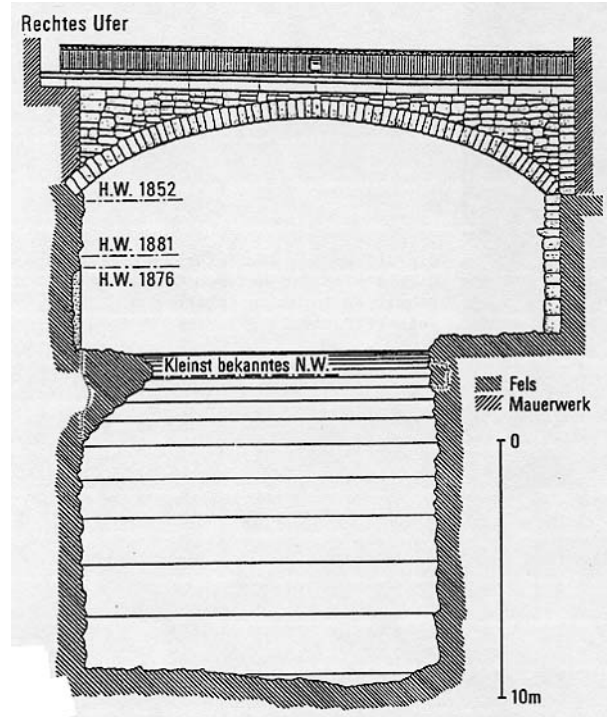 Rechtes Ufer
H.W. 1852
H.W. 1881
H.W. 1876
Kleinst bekanntes N.W.
Fels
Mauerwerk
0
10m